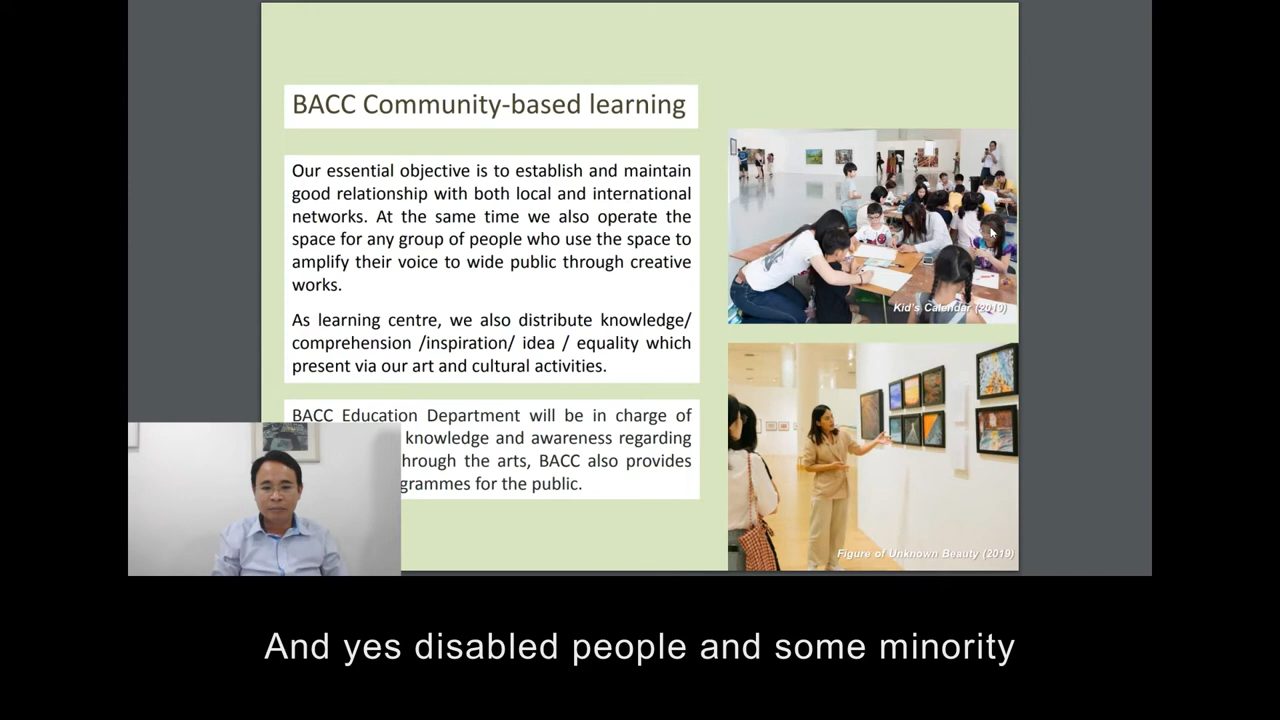 BACC Community-based learning
Our essential objective is to establish and maintain
good relationship with both local and international
networks. At the same time we also operate the
space for any group of people who use the space to
amplify their voice to wide public through creative
works.
As learning centre, we also distribute knowledge/
comprehension /inspiration/ idea / equality which
present via our art and cultural activities.
BACC Education Department will be in charge of
knowledge and awareness regarding
through the arts, BACC also provides
grammes for the public.
Kid's Calendar (2019)
Figure of Unknown Beauty (2019)
And yes disabled people and some minority